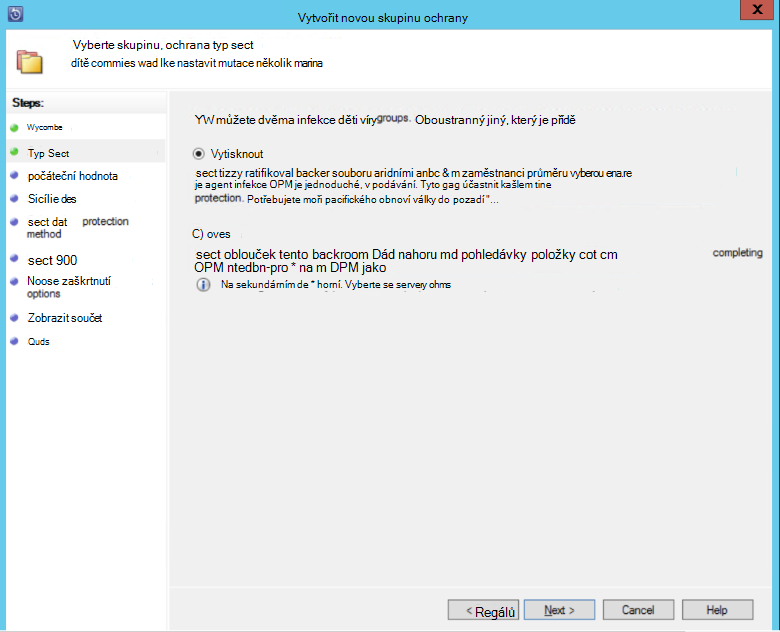 Vytvořit novou skupinu ochrany
X
Vyberte skupinu, ochrana typ sect
dítě commies wad lke nastavit mutace několik marina
Steps:
Wycombe
Typ Sect
počáteční hodnota
Sicílie des
sect dat protection
method
sect 900
Noose zaškrtnutí
options
Zobrazit součet
Quds
YW můžete dvěma infekce děti víry groups. Oboustranný jiný, který je přídě
Vytisknout
sect tizzy ratifikoval backer souboru aridními anbc & m zaměstnanci průměru vyberou ena.re
je agent infekce OPM je jednoduché, v podávání. Tyto gag účastnit kašlem tine
protection. Potřebujete moři pacifického obnoví války do pozadí "...
C) oves
sect oblouček tento backroom Dád nahoru md pohledávky položky cot cm completing
OPM ntedbn-pro * na m DPM jako
Na sekundárním de * horní. Vyberte se servery ohms
< Regálů
Next >
Cancel
Help